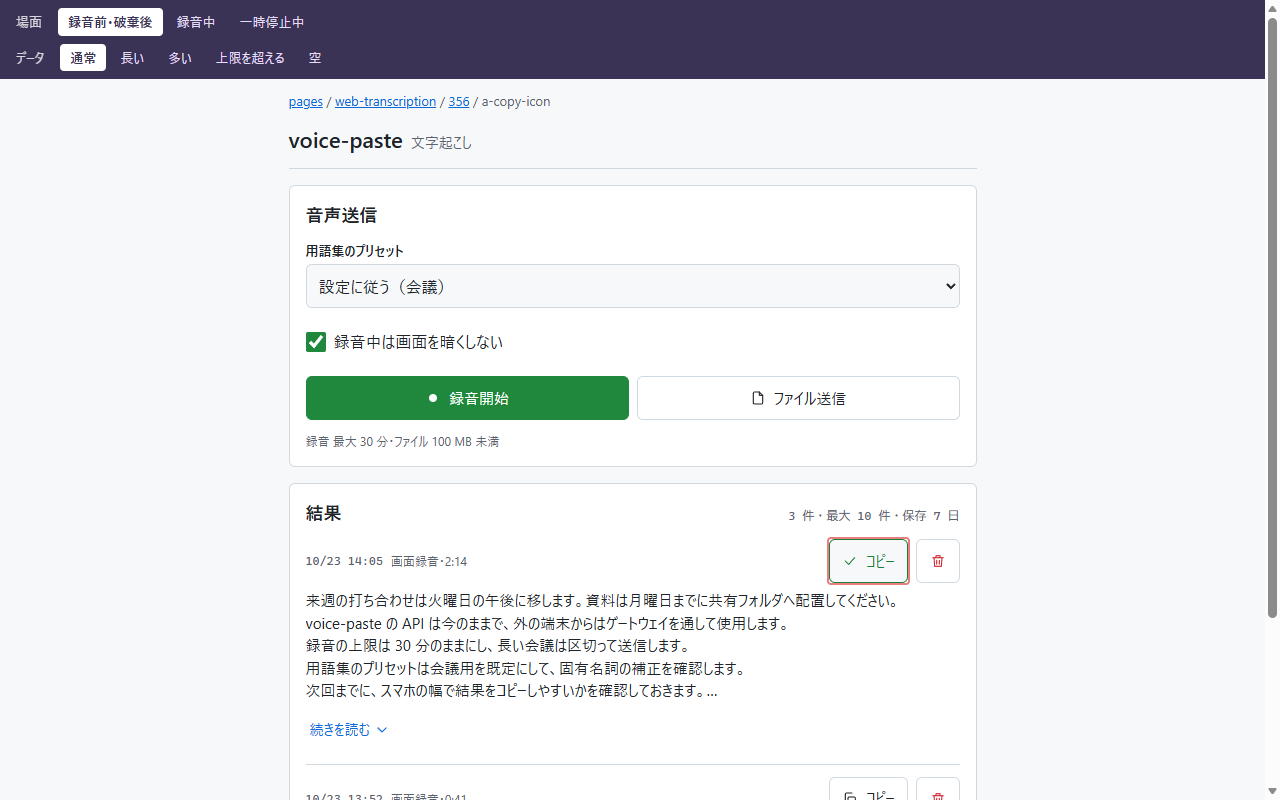 場面 録音前・破棄後 録音中 一時停止中
データ 通常 長い 多い 上限を超える 空
pages / web-transcription / 356 / a-copy-icon
voice-paste 文字起こし
音声送信
用語集のプリセット
設定に従う（会議）
録音中は画面を暗くしない
録音開始 ファイル送信
録音 最大 30 分・ファイル 100 MB 未満
結果 3 件・最大 10 件・保存 7 日
10/23 14:05 画面録音・2:14 コピー
来週の打ち合わせは火曜日の午後に移します。資料は月曜日までに共有フォルダへ配置してください。
voice-paste の API は今のままで、外の端末からはゲートウェイを通して使用します。
録音の上限は 30 分のままにし、長い会議は区切って送信します。
用語集のプリセットは会議用を既定にして、固有名詞の補正を確認します。
次回までに、スマホの幅で結果をコピーしやすいかを確認しておきます。...
続きを読む
10/23 13:52 画面録音・0:41 コピー